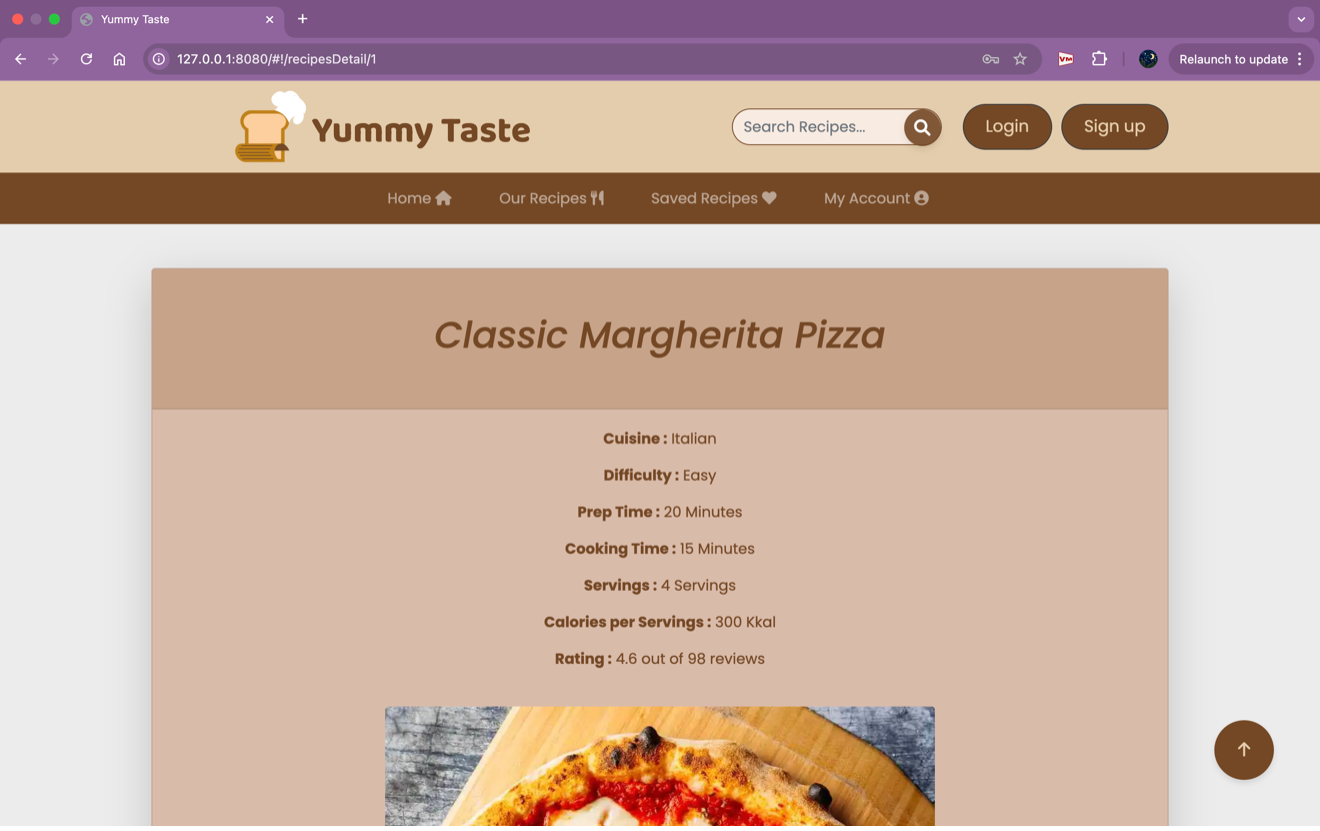 Yummy Taste
127.0.0.1:8080/#!/recipesDetail/1
VM
Relaunch to update
Yummy Taste
Search Recipes...
Login
Sign up
Home
Our Recipes
Saved Recipes
My Account
Classic Margherita Pizza
Cuisine : Italian
Difficulty : Easy
Prep Time : 20 Minutes
Cooking Time : 15 Minutes
Servings : 4 Servings
Calories per Servings : 300 Kkal
Rating : 4.6 out of 98 reviews